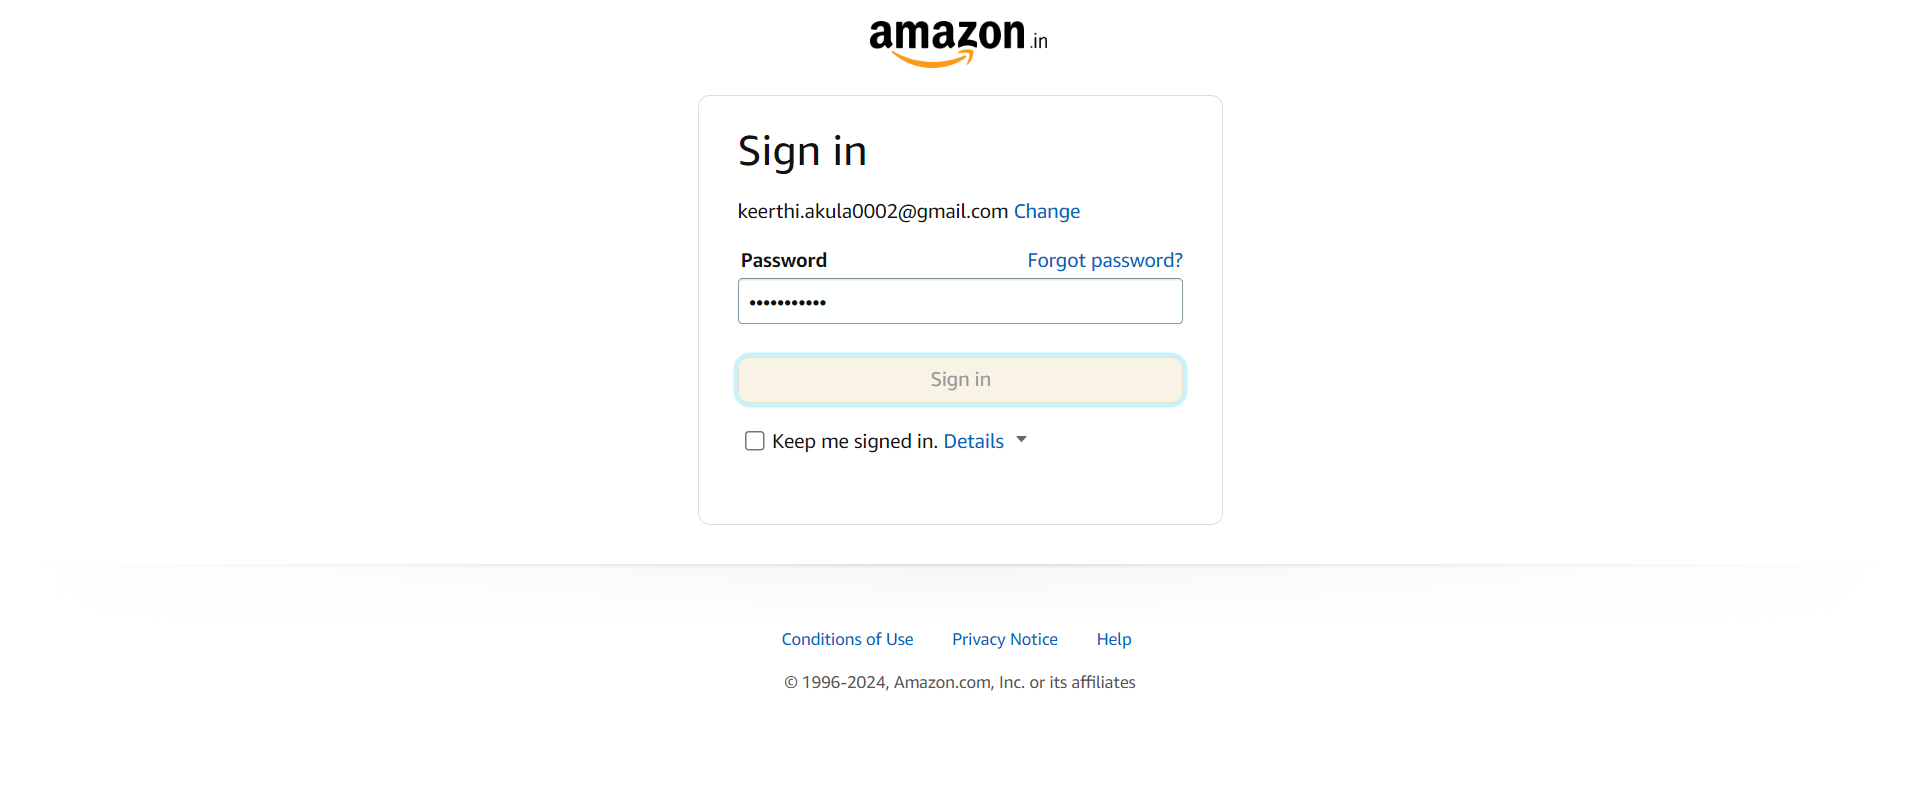 amazon.in
Sign in
keerthi.akula0002@gmail.com Change
Password Forgot password?
•••••••••••
Sign in
Keep me signed in. Details
Conditions of Use Privacy Notice Help
© 1996-2024, Amazon.com, Inc. or its affiliates